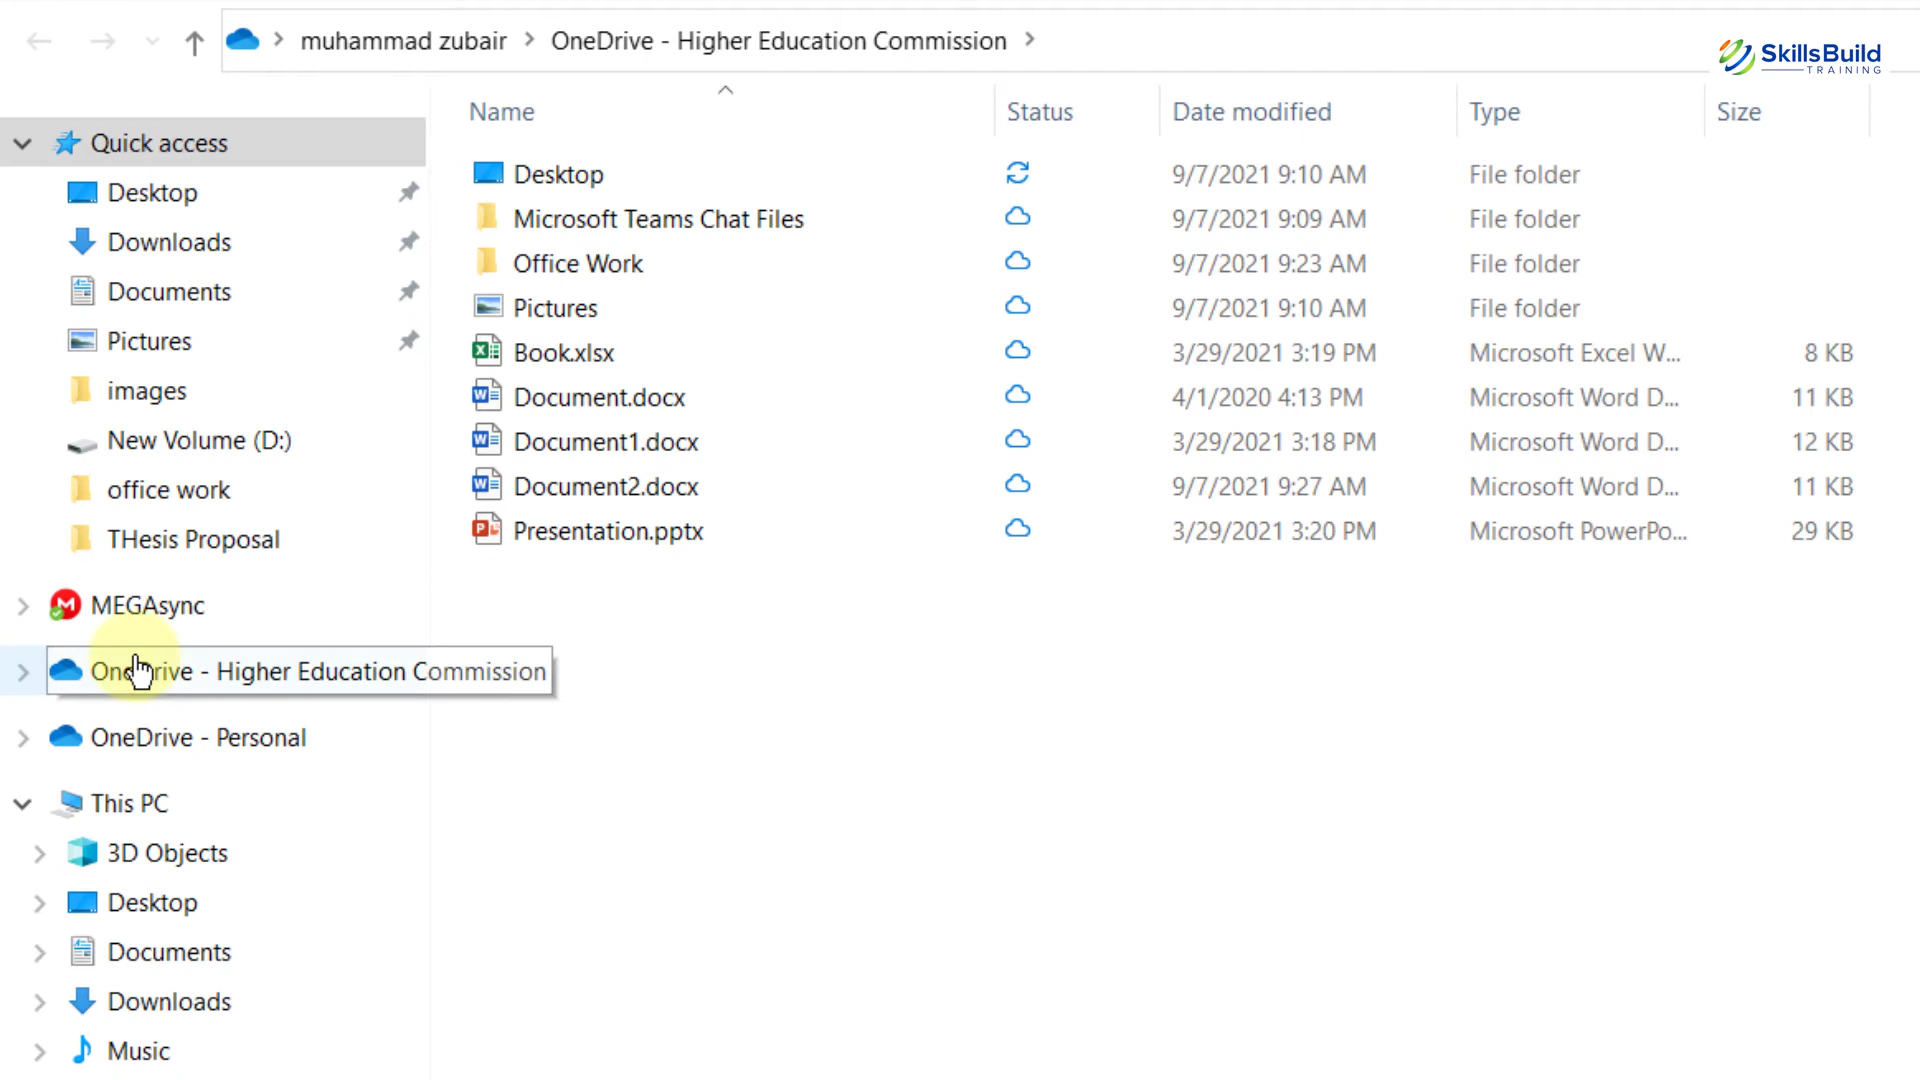 muhammad zubair > OneDrive - Higher Education Commission >
SkillsBuild
TRAINING
Name Status Date modified Type Size
Quick access
Desktop
Downloads
Documents
Pictures
images
New Volume (D:)
office work
THesis Proposal
MEGAsync
OneDrive - Higher Education Commission
OneDrive - Personal
This PC
3D Objects
Desktop
Documents
Downloads
Music
Desktop 9/7/2021 9:10 AM File folder
Microsoft Teams Chat Files 9/7/2021 9:09 AM File folder
Office Work 9/7/2021 9:23 AM File folder
Pictures 9/7/2021 9:10 AM File folder
Book.xlsx 3/29/2021 3:19 PM Microsoft Excel W... 8 KB
Document.docx 4/1/2020 4:13 PM Microsoft Word D... 11 KB
Document1.docx 3/29/2021 3:18 PM Microsoft Word D... 12 KB
Document2.docx 9/7/2021 9:27 AM Microsoft Word D... 11 KB
Presentation.pptx 3/29/2021 3:20 PM Microsoft PowerPo... 29 KB